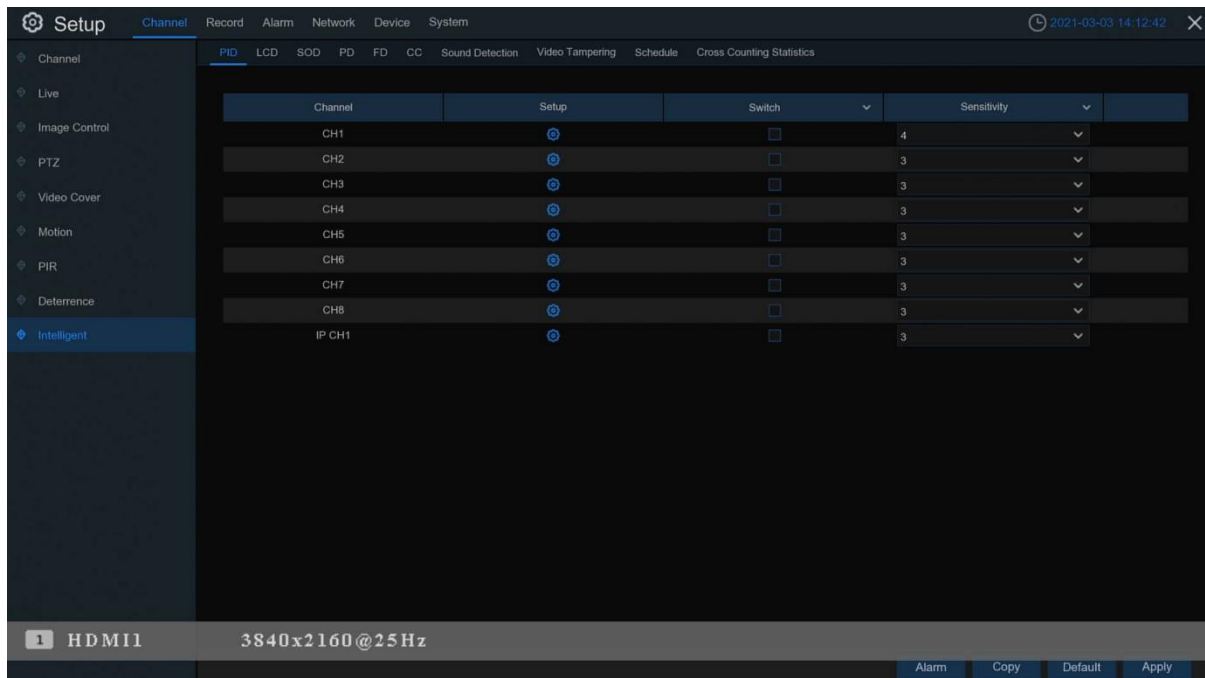 Setup Channel Record Alarm Network Device System 2021-03-03 14:12:42
Channel
Live
Image Control
PTZ
Video Cover
Motion
PIR
Deterrence
Intelligent
PID LCD SOD PD FD CC Sound Detection Video Tampering Schedule Cross Counting Statistics
Channel Setup Switch Sensitivity
CH1 4
CH2 3
CH3 3
CH4 3
CH5 3
CH6 3
CH7 3
CH8 3
IP CH1 3
1 HDMI1 3840x2160@25Hz
Alarm Copy Default Apply